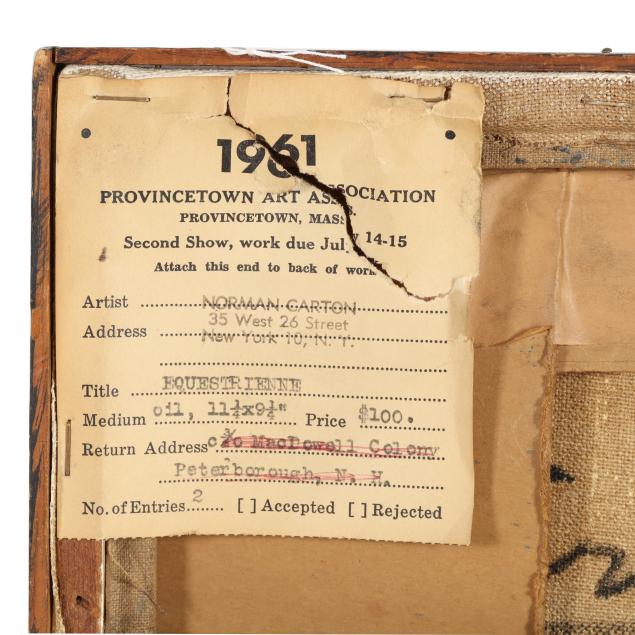 1961
PROVINCETOWN ART ASS'N. ASSOCIATION
PROVINCETOWN, MASS.
Second Show, work due July 14-15
Attach this end to back of work
Artist NORMAN CARTON
Address 35 West 26 Street
New York 10, N. Y.
Title EQUESTRIENNE
Medium oil, 11½x9½" Price $100.
Return Address c/o MacDowell Colony
Peterborough, N. H.
No. of Entries 2 [ ] Accepted [ ] Rejected